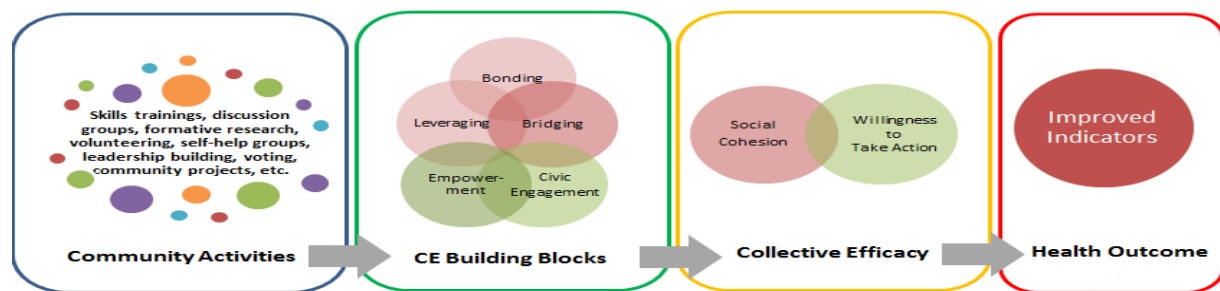 Skills trainings, discussion
groups, formative research,
volunteering, self-help groups,
leadership building, voting,
community projects, etc.
Community Activities
Bonding
Leveraging
Bridging
Empower-
ment
Civic
Engagement
CE Building Blocks
Social
Cohesion
Willingness
to
Take Action
Collective Efficacy
Improved
Indicators
Health Outcome